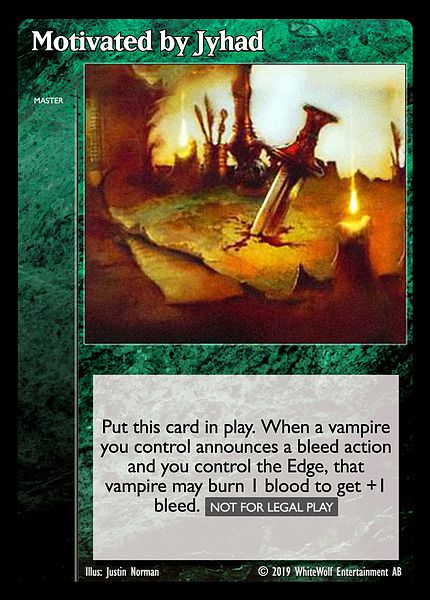 Motivated by Jyhad
MASTER
Put this card in play. When a vampire
you control announces a bleed action
and you control the Edge, that
vampire may burn 1 blood to get +1
bleed. NOT FOR LEGAL PLAY
Illus: Justin Norman © 2019 WhiteWolf Entertainment AB